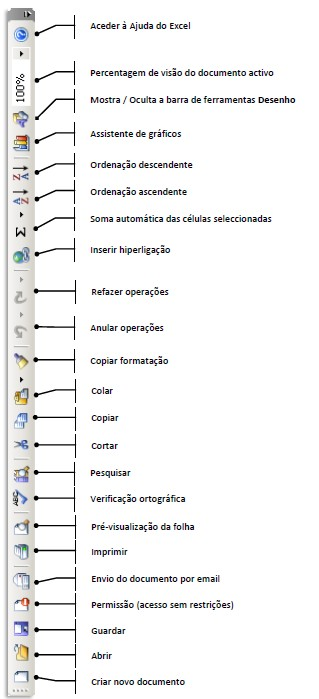 Aceder à Ajuda do Excel
100%
Percentagem de visão do documento activo
Mostra / Oculta a barra de ferramentas Desenho
Assistente de gráficos
Ordenação descendente
Ordenação ascendente
Σ
Soma automática das células seleccionadas
Inserir hiperligação
Refazer operações
Anular operações
Copiar formatação
Colar
Copiar
Cortar
Pesquisar
ABC
Verificação ortográfica
Pré-visualização da folha
Imprimir
Envio do documento por email
Permissão (acesso sem restrições)
Guardar
Abrir
Criar novo documento